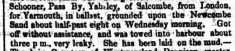 Schooner, Pass By, Yabsley, of Salcombe, from London,
for Yarmouth, in ballast, grounded upon the Newcombe
Sand about half-past eight on Wednesday morning. Got
off without assistance, and was towed into harbour about
three p.m., very leaky. She has been laid on the mud.—